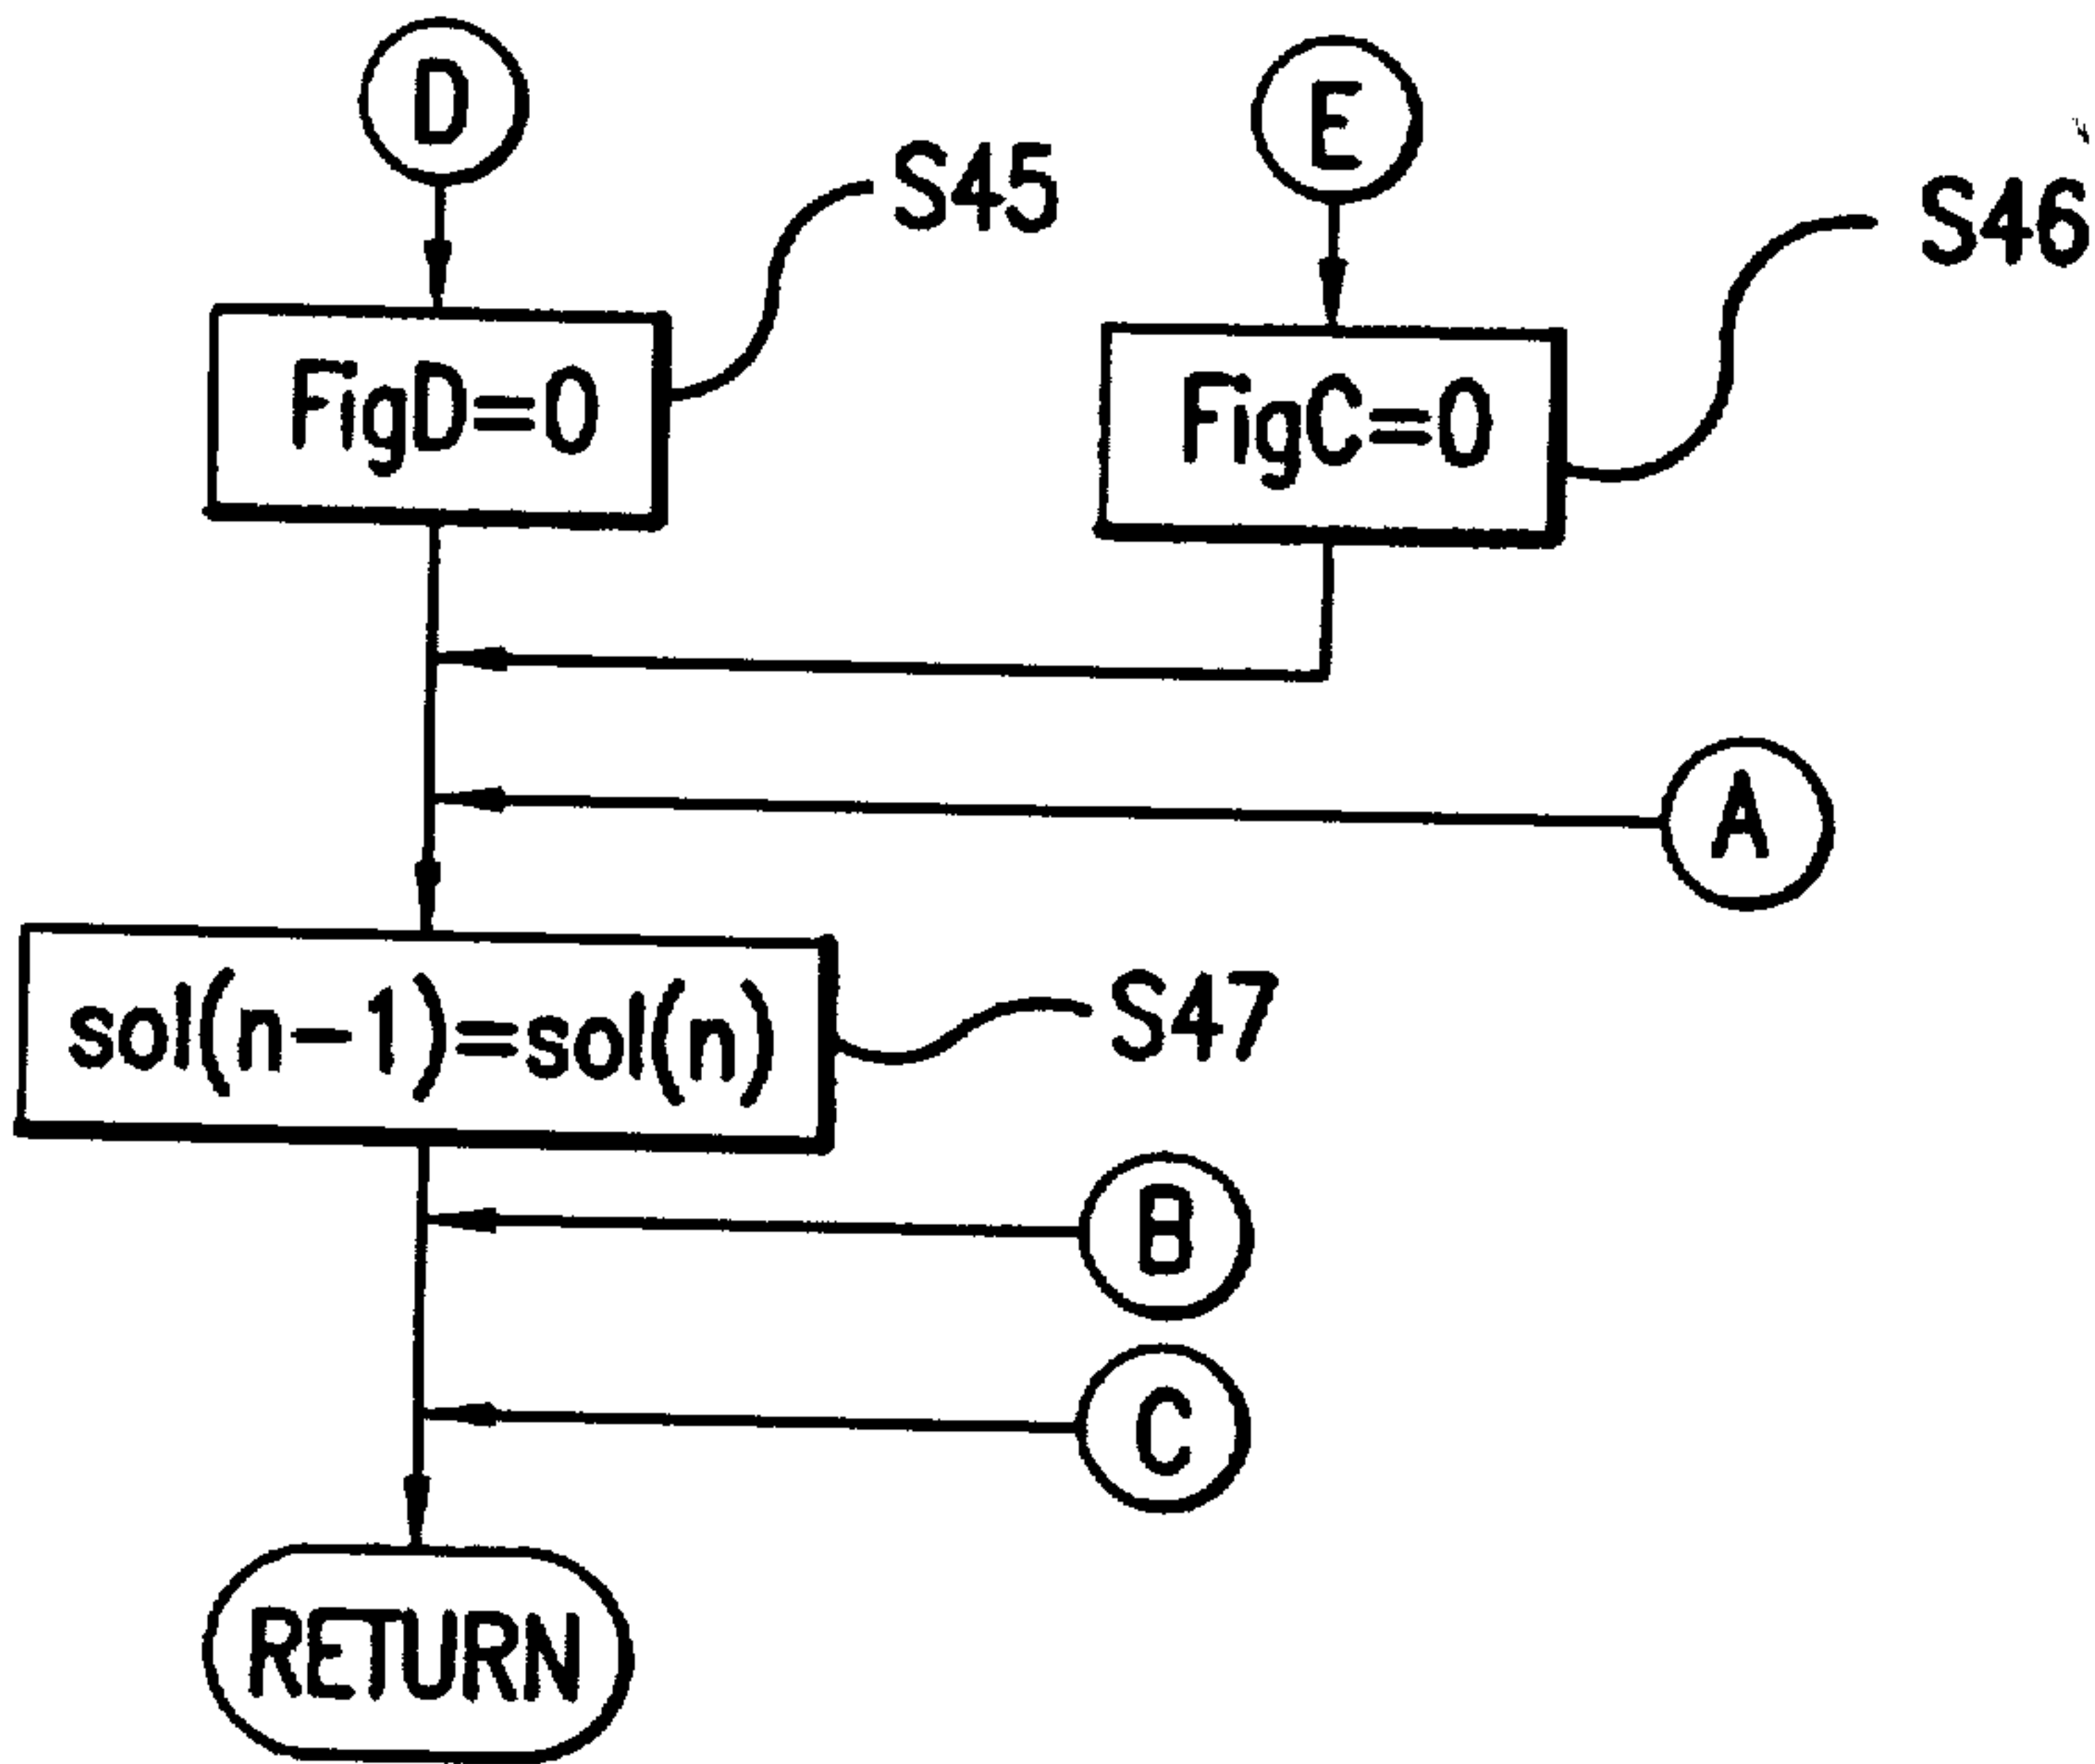 D
E
S45
S46
FigD=0
FigC=0
A
sol(n-1)=sol(n)
S47
B
C
RETURN